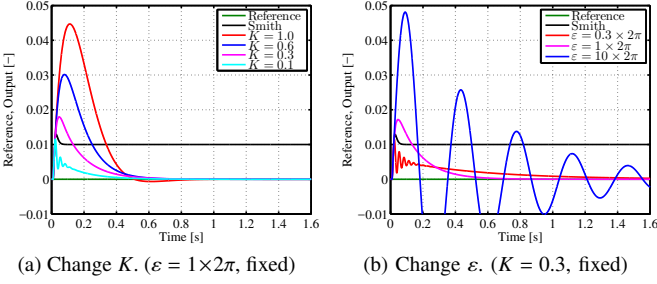 Reference, Output [−]
0.05
0.04
0.03
0.02
0.01
0
−0.01
0 0.2 0.4 0.6 0.8 1.0 1.2 1.4 1.6
Time [s]
Reference
Smith
K = 1.0
K = 0.6
K = 0.3
K = 0.1
(a) Change K. (ε = 1×2π, fixed)
Reference, Output [−]
0.05
0.04
0.03
0.02
0.01
0
−0.01
0 0.2 0.4 0.6 0.8 1.0 1.2 1.4 1.6
Time [s]
Reference
Smith
ε = 0.3 × 2π
ε = 1 × 2π
ε = 10 × 2π
(b) Change ε. (K = 0.3, fixed)